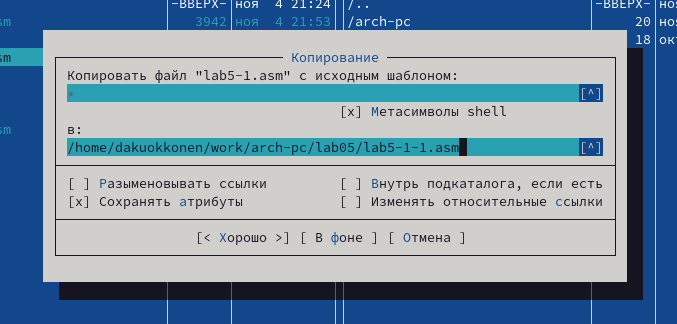 -ВВЕРХ- ноя  4 21:24 /.. -ВВЕРХ- ноя
sm 3942 ноя  4 21:53 /arch-pc 20 ноя
18 окт
Копирование
Копировать файл "lab5-1.asm" с исходным шаблоном:
sm
* [^]
[x] Метасимволы shell
sm в:
/home/dakuokkonen/work/arch-pc/lab05/lab5-1-1.asm [^]
[ ] Разыменовывать ссылки [ ] Внутрь подкаталога, если есть
[x] Сохранять атрибуты [ ] Изменять относительные ссылки
[< Хорошо >] [ В фоне ] [ Отмена ]